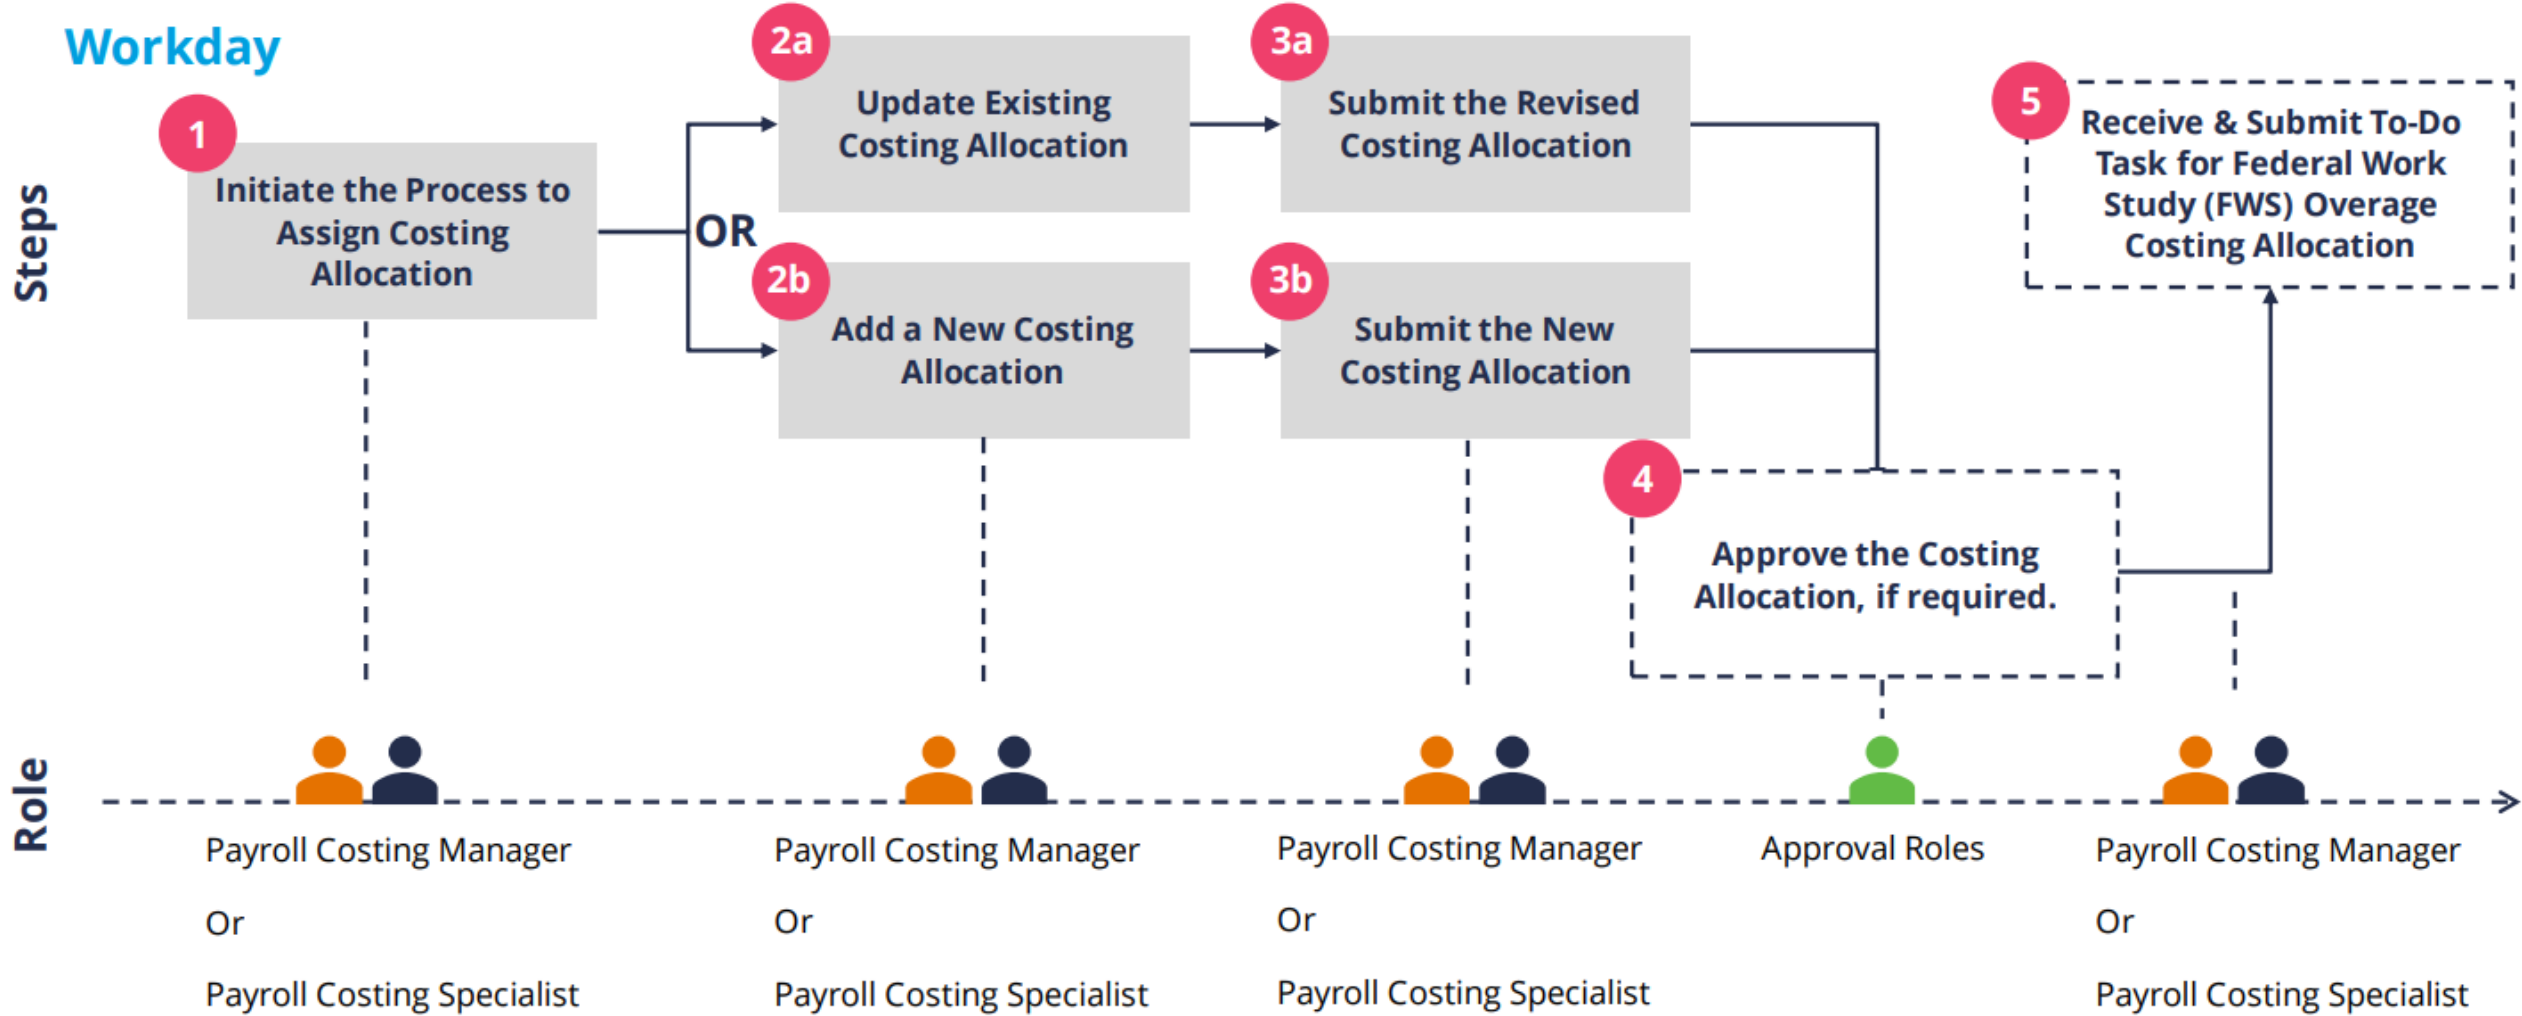 Workday
Steps
1
Initiate the Process to
Assign Costing
Allocation
OR
2a
Update Existing
Costing Allocation
2b
Add a New Costing
Allocation
3a
Submit the Revised
Costing Allocation
3b
Submit the New
Costing Allocation
4
Approve the Costing
Allocation, if required.
5
Receive & Submit To-Do
Task for Federal Work
Study (FWS) Overage
Costing Allocation
Role
Payroll Costing Manager
Or
Payroll Costing Specialist
Payroll Costing Manager
Or
Payroll Costing Specialist
Payroll Costing Manager
Or
Payroll Costing Specialist
Approval Roles
Payroll Costing Manager
Or
Payroll Costing Specialist